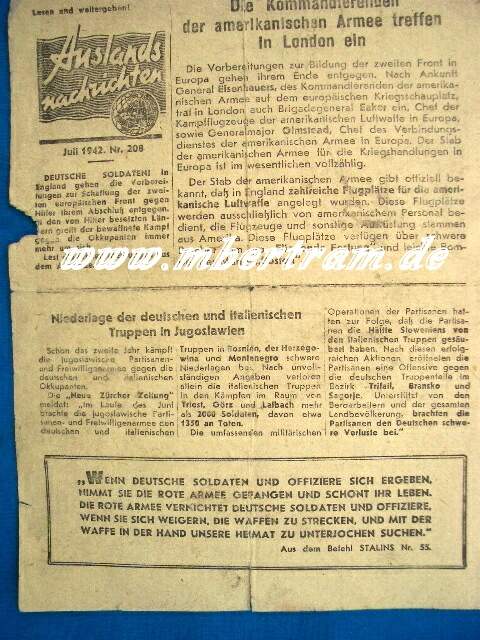 Lesen und weitergeben!
Auslands
nachrichten
Juli 1942. Nr. 208
DEUTSCHE SOLDATEN! In
England gehen die Vorberei-
tungen zur Schaffung der zwei-
ten europäischen Front gegen
Hitler ihrem Abschluß entgegen.
In den von Hitler besetzten Län-
dern greift der bewaffnete Kampf
gegen die Okkupanten immer
mehr um sich.
Lest
dem
Die Kommandierenden
der amerikanischen Armee treffen
in London ein
Die Vorbereitungen zur Bildung der zweiten Front in
Europa gehen ihrem Ende entgegen. Nach Ankunft
General Eisenhauers, des Kommandierenden der amerika-
nischen Armee auf dem europäischen Kriegsschauplatz,
traf in London auch Brigadegeneral Eaker ein, Chef der
Kampfflugzeuge der amerikanischen Luftwaffe in Europa,
sowie Generalmajor Olmstead, Chef des Verbindungs-
dienstes der amerikanischen Armee in Europa. Der Stab
der amerikanischen Armee für die Kriegshandlungen in
Europa ist im wesentlichen vollzählig.
Der Stab der amerikanischen Armee gibt offiziell be-
kannt, daß in England zahlreiche Flugplätze für die ameri-
kanische Luftwaffe angelegt wurden. Diese Flugplätze
werden ausschließlich von amerikanischem Personal be-
dient, die Flugzeuge und sonstige Ausrüstung stammen
aus Amerika. Diese Flugplätze verfügen über schwere
Bom-
www.mbertram.de
Niederlage der deutschen und italienischen
Truppen in Jugoslawien
Schon das zweite Jahr kämpft
die jugoslawische Partisanen-
und Freiwilligenarmee gegen die
deutschen und italienischen
Okkupanten.
Die „Neue Zürcher Zeitung"
meldet: „Im Laufe des Juni
brachte die jugoslawische Parti-
sanen- und Freiwilligenarmee den
deutschen und italienischen
Truppen in Bosnien, der Herzego-
wina und Montenegro schwere
Niederlagen bei. Nach unvoll-
ständigen Angaben verloren
allein die italienischen Truppen
in den Kämpfen im Raum von
Triest, Görz und Laibach mehr
als 2000 Soldaten, davon etwa
1350 an Toten.
Die umfassenden militärischen
Operationen der Partisanen hat-
ten zur Folge, daß die Partisa-
nen die Hälfte Sloweniens von
den italienischen Truppen gesäu-
bert haben. Nach diesen erfolg-
reichen Aktionen eröffneten die
Partisanen eine Offensive gegen
die deutschen Truppenteile im
Bezirk Trifail, Transko und
Sagorje. Unterstützt von den
Bergarbeitern und der gesamten
Landbevölkerung, brachten die
Partisanen den Deutschen schwe-
re Verluste bei."
„WENN DEUTSCHE SOLDATEN UND OFFIZIERE SICH ERGEBEN,
NIMMT SIE DIE ROTE ARMEE GEFANGEN UND SCHONT IHR LEBEN.
DIE ROTE ARMEE VERNICHTET DEUTSCHE SOLDATEN UND OFFIZIERE,
WENN SIE SICH WEIGERN, DIE WAFFEN ZU STRECKEN, UND MIT DER
WAFFE IN DER HAND UNSERE HEIMAT ZU UNTERJOCHEN SUCHEN."
Aus dem Befehl STALINS Nr. 55.